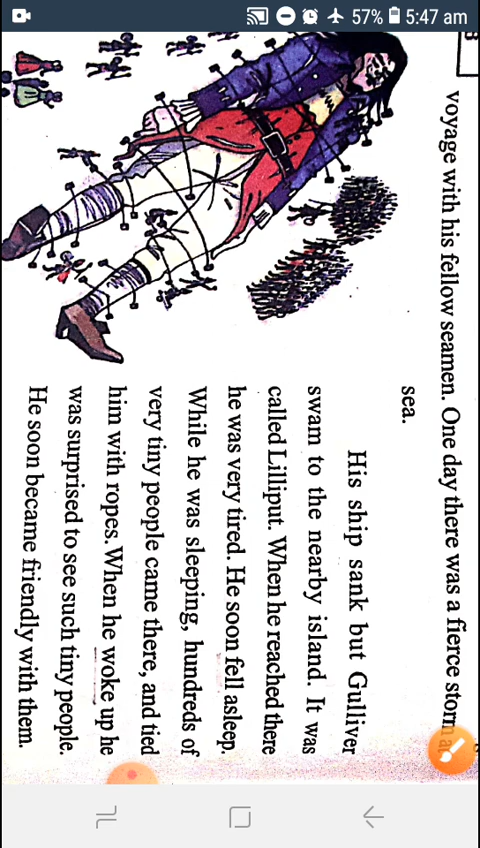 57% 5:47 am
voyage with his fellow seamen. One day there was a fierce storm
sea.
His ship sank but Gulliver
swam to the nearby island. It was
called Lilliput. When he reached there
he was very tired. He soon fell asleep.
While he was sleeping, hundreds of
very tiny people came there, and tied
him with ropes. When he woke up he
was surprised to see such tiny people.
He soon became friendly with them.